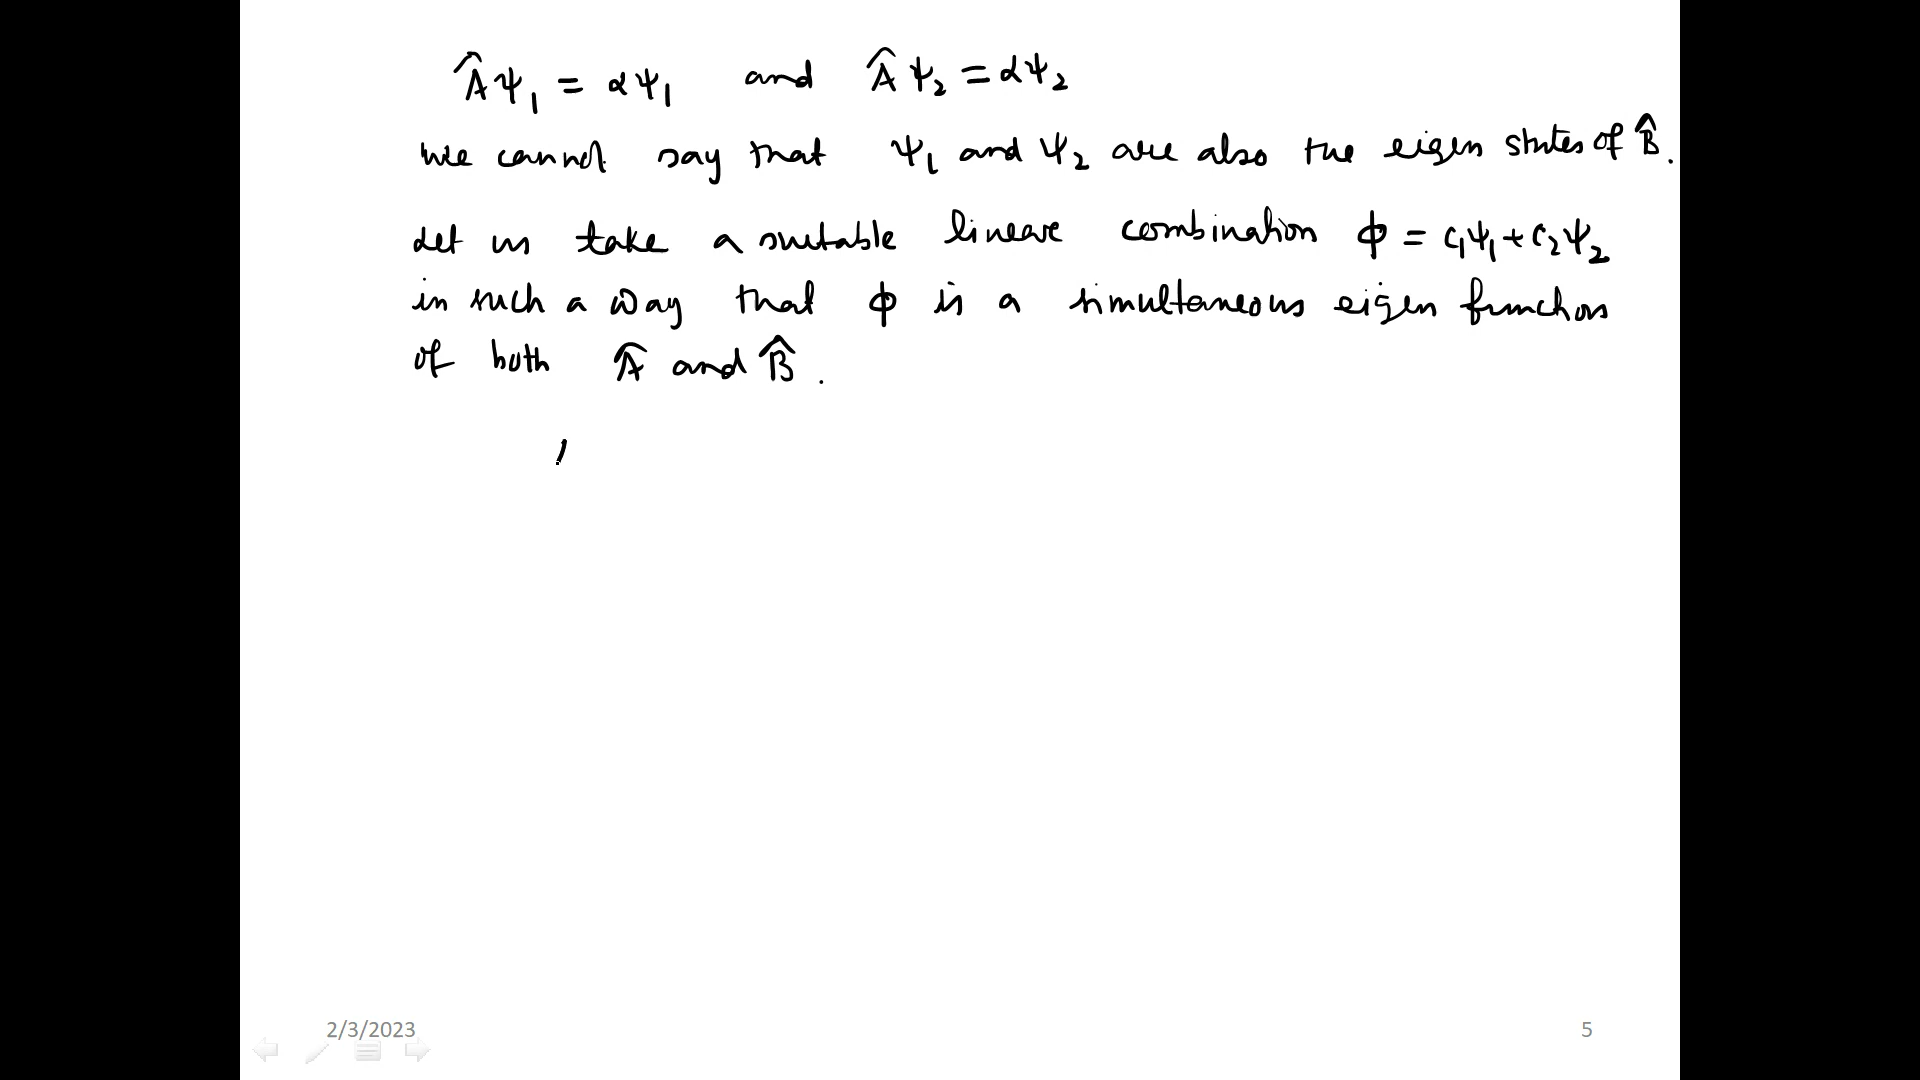 Âψ₁ = αψ₁ and Âψ₂ = αψ₂
We cannot say that ψ₁ and ψ₂ are also the eigen states of B̂.
Let us take a suitable linear combination ϕ = c₁ψ₁ + c₂ψ₂
in such a way that ϕ is a simultaneous eigen function
of both  and B̂.
2/3/2023
5